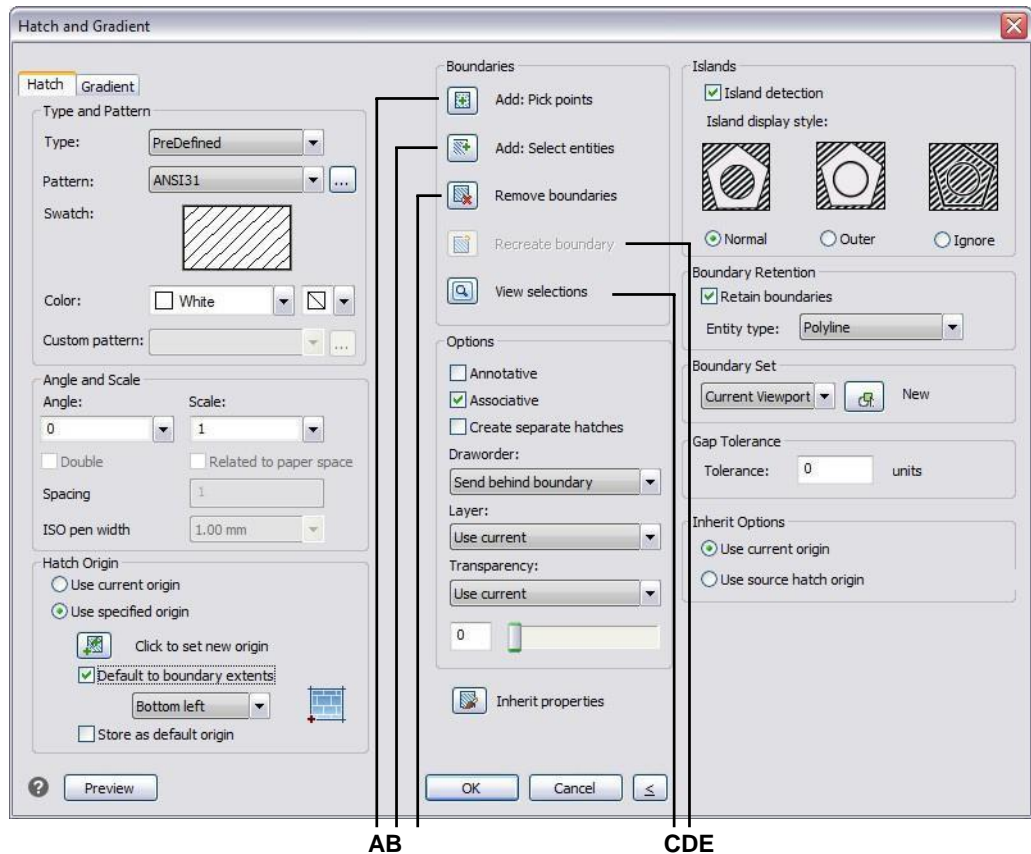 Hatch and Gradient
Hatch
Gradient
Type and Pattern
Type:
PreDefined
Pattern:
ANSI31
...
Swatch:
Color:
White
Custom pattern:
...
Angle and Scale
Angle:
Scale:
0
1
Double
Related to paper space
Spacing
1
ISO pen width
1.00 mm
Hatch Origin
Use current origin
Use specified origin
Click to set new origin
Default to boundary extents
Bottom left
Store as default origin
Preview
Boundaries
Add: Pick points
Add: Select entities
Remove boundaries
Recreate boundary
View selections
Options
Annotative
Associative
Create separate hatches
Draworder:
Send behind boundary
Layer:
Use current
Transparency:
Use current
0
Inherit properties
OK
Cancel
<
Islands
Island detection
Island display style:
Normal
Outer
Ignore
Boundary Retention
Retain boundaries
Entity type:
Polyline
Boundary Set
Current Viewport
New
Gap Tolerance
Tolerance:
0
units
Inherit Options
Use current origin
Use source hatch origin
AB
CDE